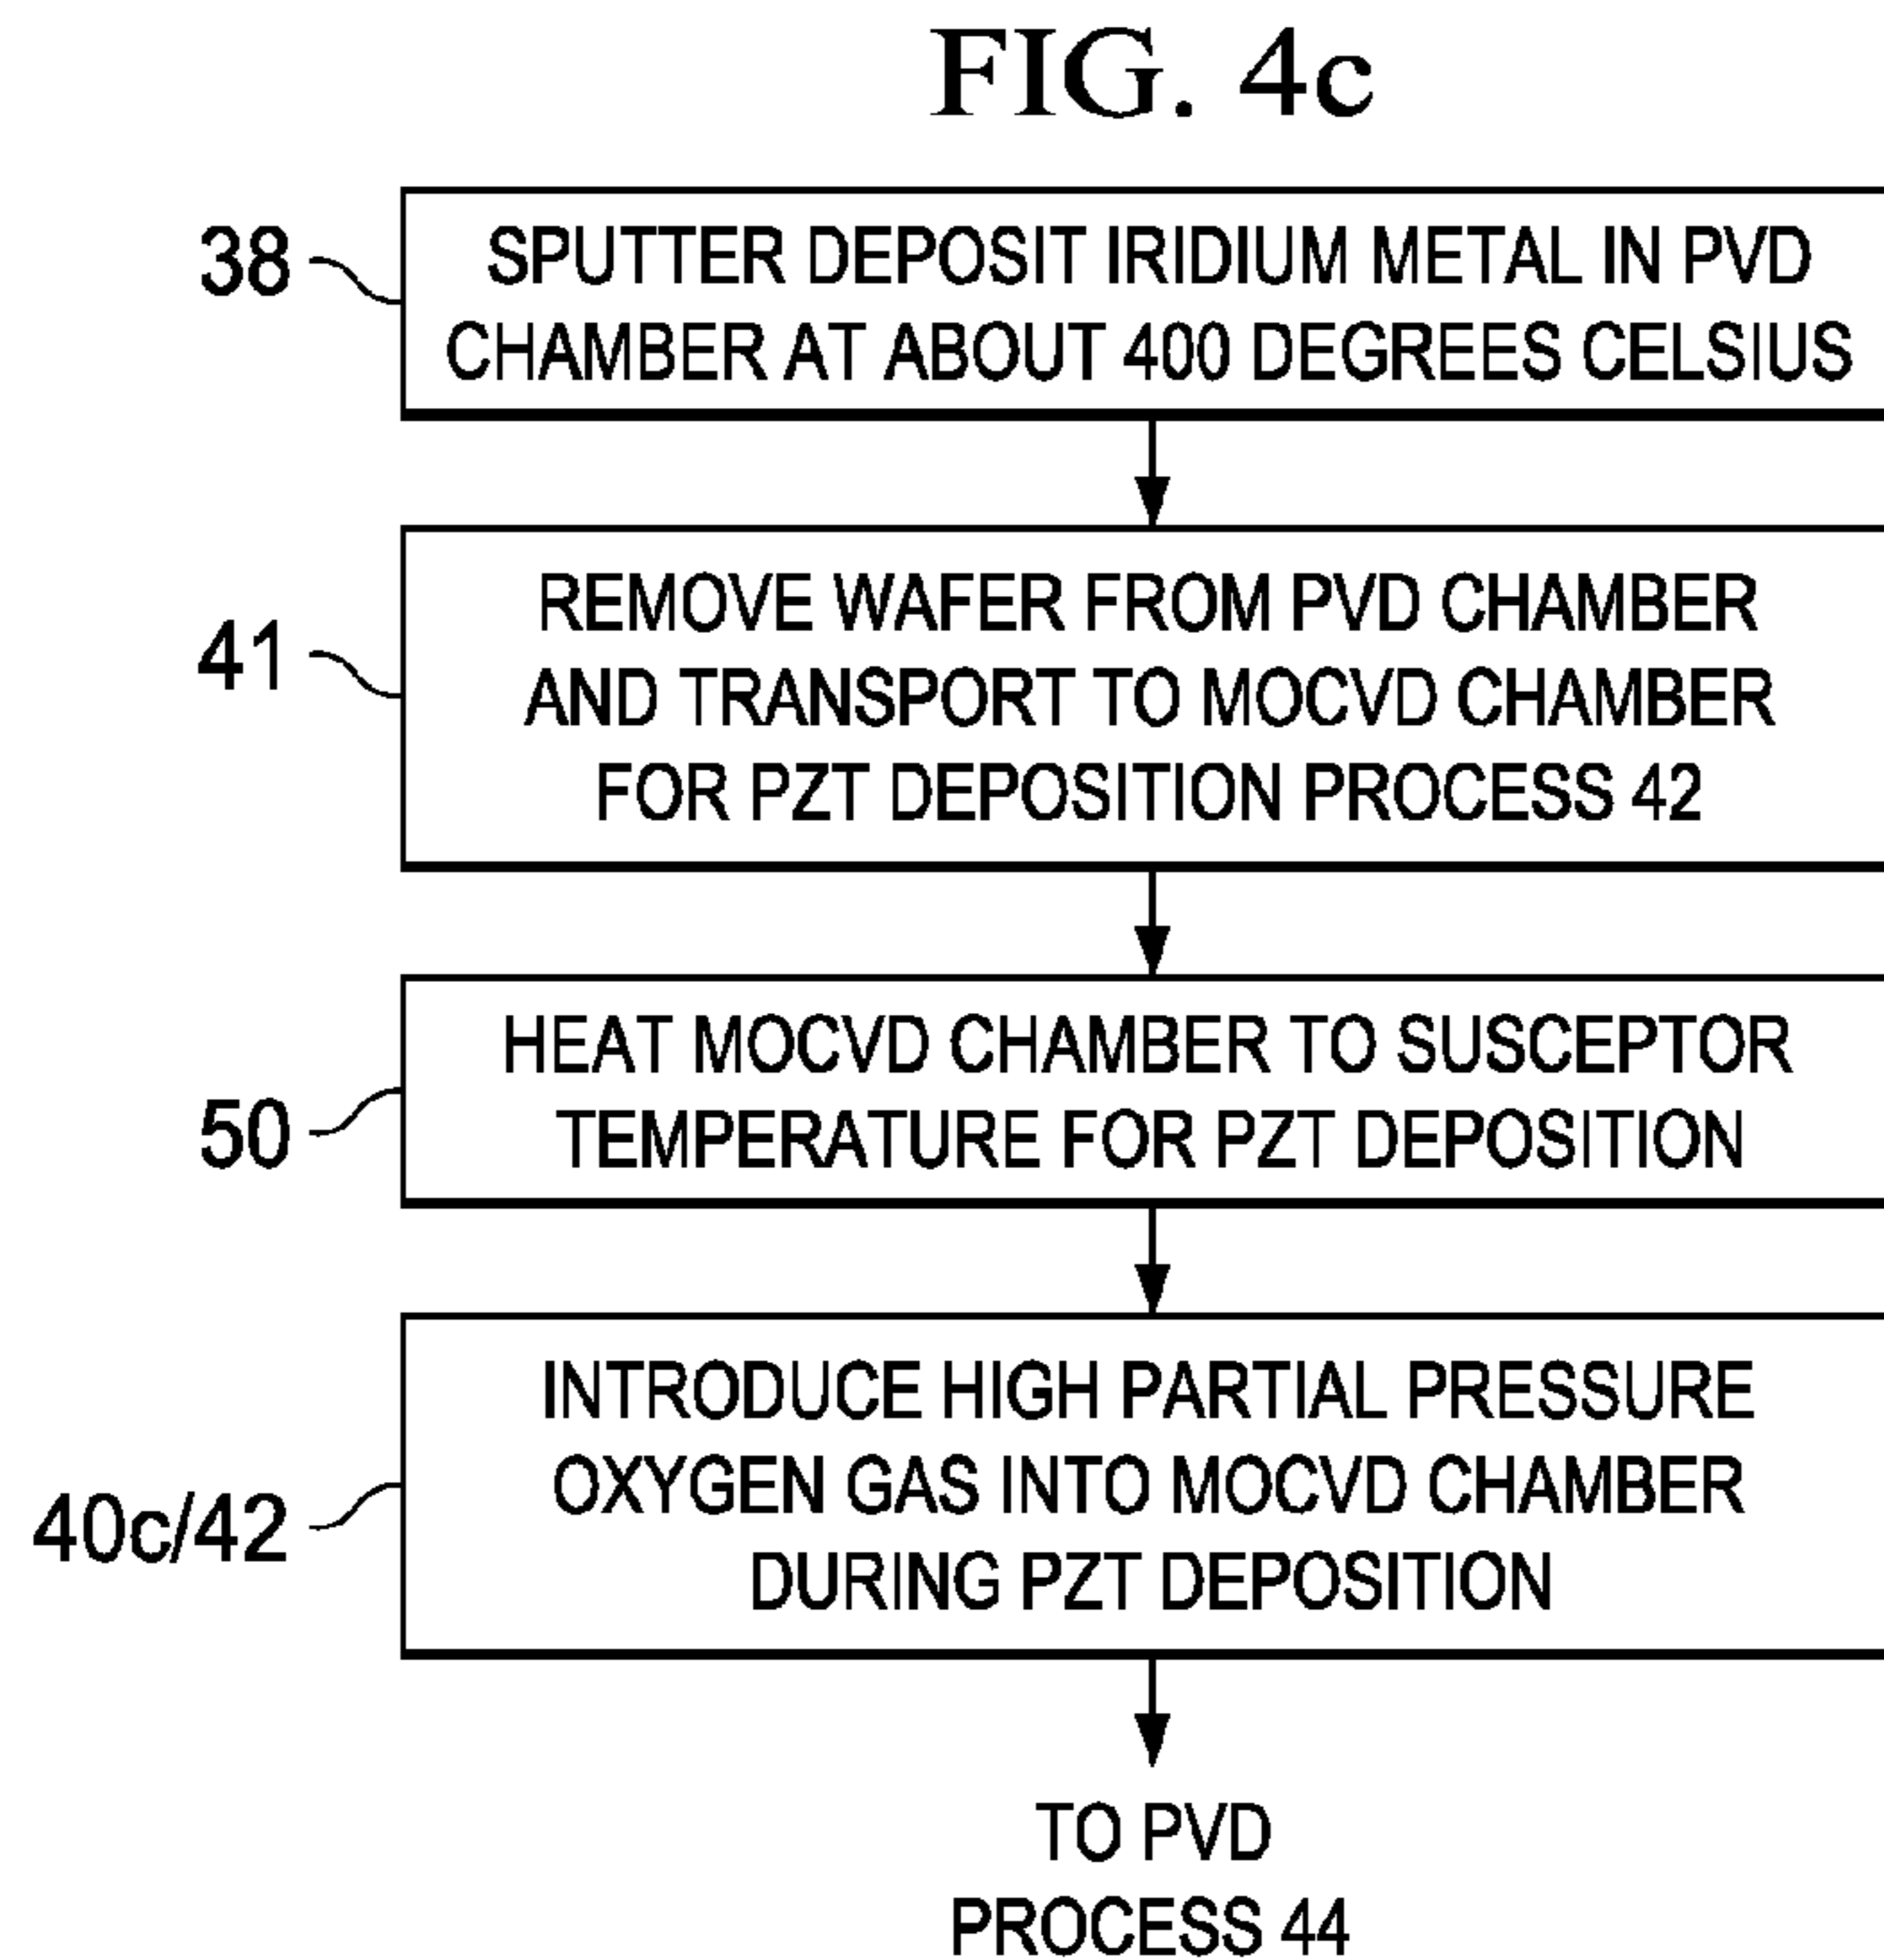 FIG. 4c
38
SPUTTER DEPOSIT IRIDIUM METAL IN PVD
CHAMBER AT ABOUT 400 DEGREES CELSIUS
41
REMOVE WAFER FROM PVD CHAMBER
AND TRANSPORT TO MOCVD CHAMBER
FOR PZT DEPOSITION PROCESS 42
50
HEAT MOCVD CHAMBER TO SUSCEPTOR
TEMPERATURE FOR PZT DEPOSITION
40c/42
INTRODUCE HIGH PARTIAL PRESSURE
OXYGEN GAS INTO MOCVD CHAMBER
DURING PZT DEPOSITION
TO PVD
PROCESS 44